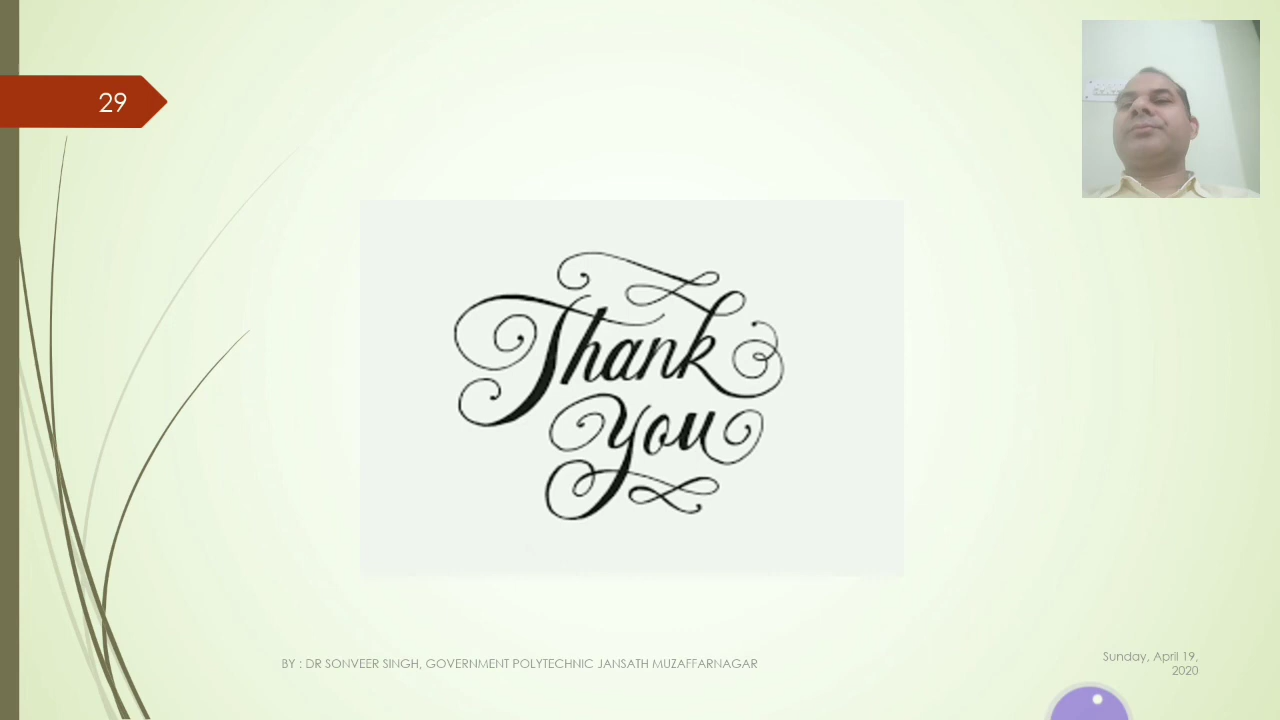 29
Thank
You
BY : DR SONVEER SINGH, GOVERNMENT POLYTECHNIC JANSATH MUZAFFARNAGAR
Sunday, April 19,
2020